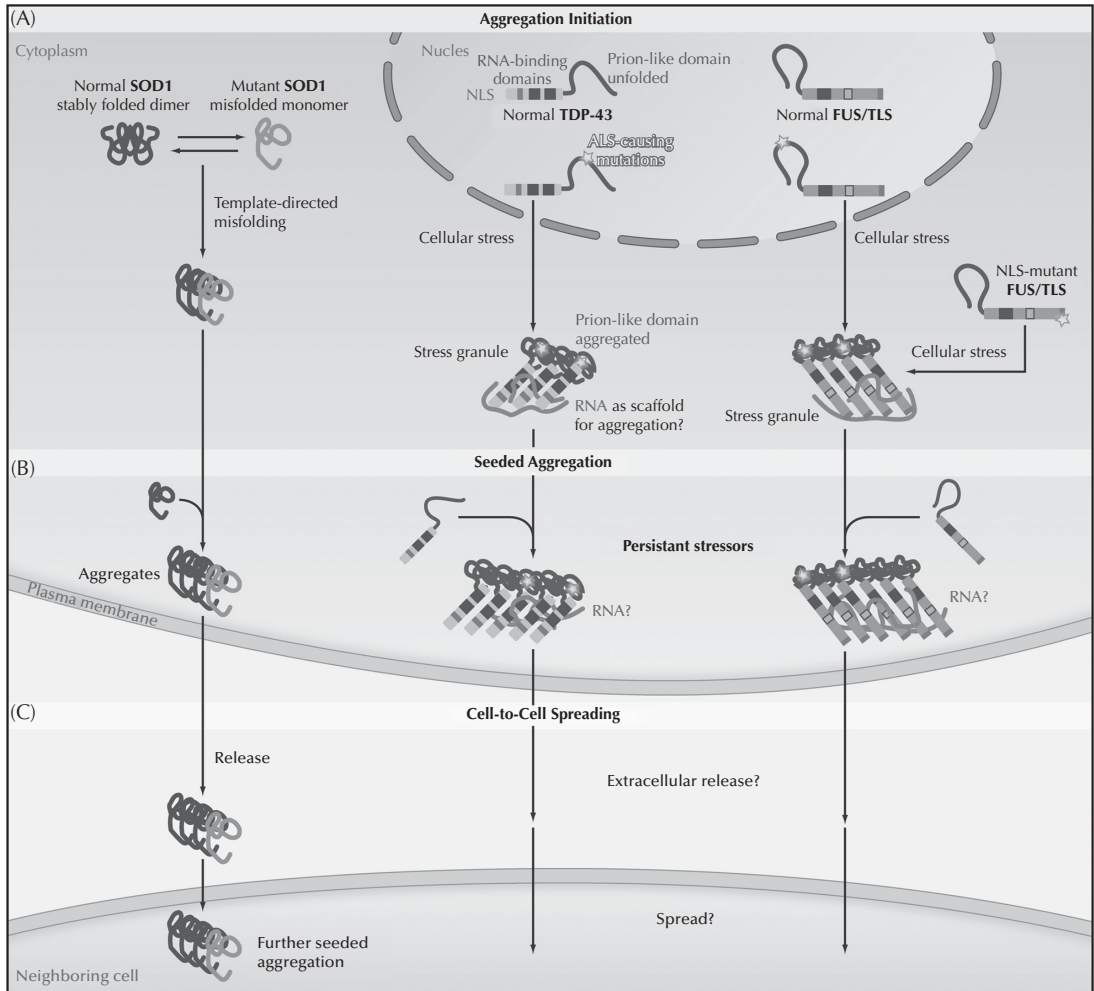 (A)
Aggregation Initiation
Cytoplasm
Nucles
Normal SOD1
stably folded dimer
Mutant SOD1
misfolded monomer
RNA-binding
domains
Prion-like domain
unfolded
NLS
Normal TDP-43
Normal FUS/TLS
ALS-causing
mutations
Template-directed
misfolding
Cellular stress
Cellular stress
NLS-mutant
FUS/TLS
Prion-like domain
aggregated
Stress granule
Cellular stress
RNA as scaffold
for aggregation?
Stress granule
(B)
Seeded Aggregation
Persistant stressors
Aggregates
Plasma membrane
RNA?
RNA?
(C)
Cell-to-Cell Spreading
Release
Extracellular release?
Spread?
Further seeded
aggregation
Neighboring cell